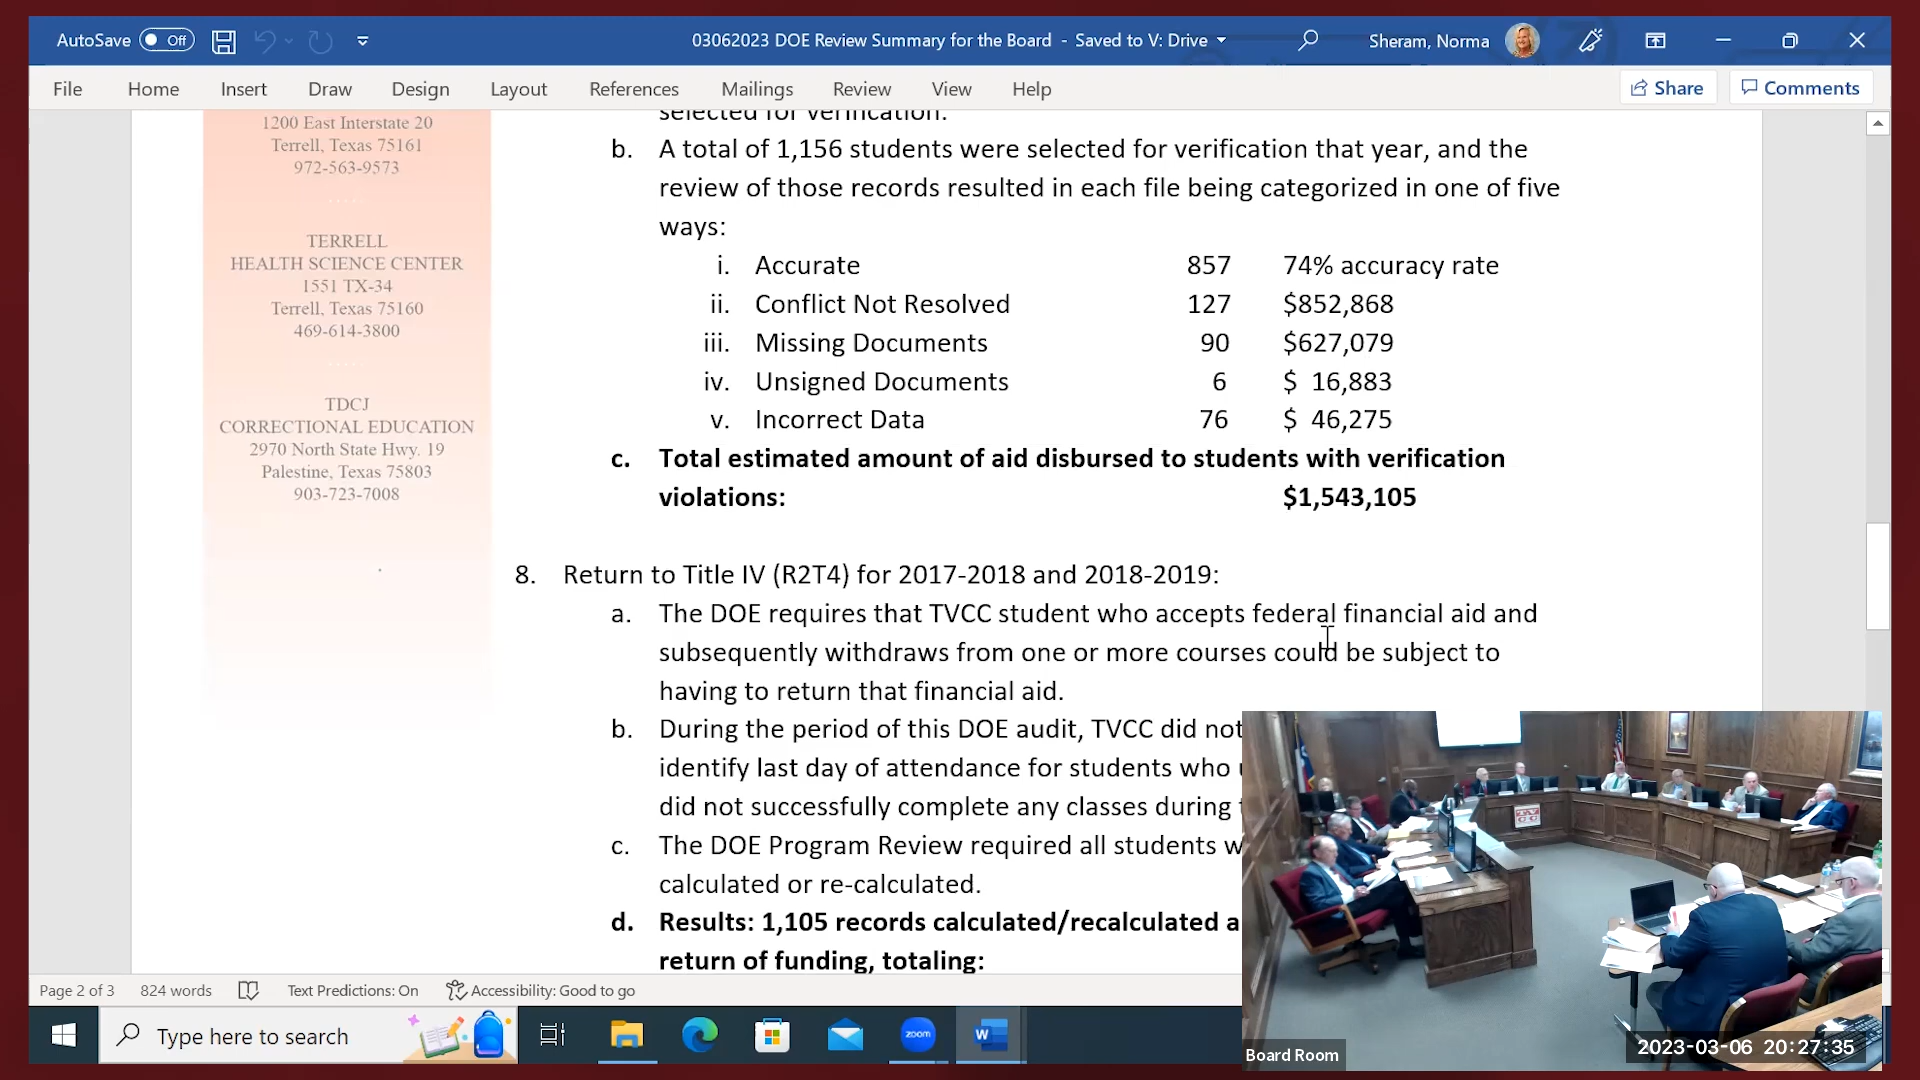 AutoSave Off 03062023 DOE Review Summary for the Board - Saved to V: Drive Sheram, Norma
File Home Insert Draw Design Layout References Mailings Review View Help Share Comments
1200 East Interstate 20
Terrell, Texas 75161
972-563-9573
TERRELL
HEALTH SCIENCE CENTER
1551 TX-34
Terrell, Texas 75160
469-614-3800
TDCJ
CORRECTIONAL EDUCATION
2970 North State Hwy. 19
Palestine, Texas 75803
903-723-7008
selected for verification.
b. A total of 1,156 students were selected for verification that year, and the
review of those records resulted in each file being categorized in one of five
ways:
i. Accurate 857 74% accuracy rate
ii. Conflict Not Resolved 127 $852,868
iii. Missing Documents 90 $627,079
iv. Unsigned Documents 6 $ 16,883
v. Incorrect Data 76 $ 46,275
c. Total estimated amount of aid disbursed to students with verification
violations: $1,543,105
8. Return to Title IV (R2T4) for 2017-2018 and 2018-2019:
a. The DOE requires that TVCC student who accepts federal financial aid and
subsequently withdraws from one or more courses could be subject to
having to return that financial aid.
b. During the period of this DOE audit, TVCC did not
identify last day of attendance for students who
did not successfully complete any classes during
c. The DOE Program Review required all students
calculated or re-calculated.
d. Results: 1,105 records calculated/recalculated
return of funding, totaling:
Page 2 of 3 824 words Text Predictions: On Accessibility: Good to go
Type here to search zoom W
Board Room
2023-03-06 20:27:35